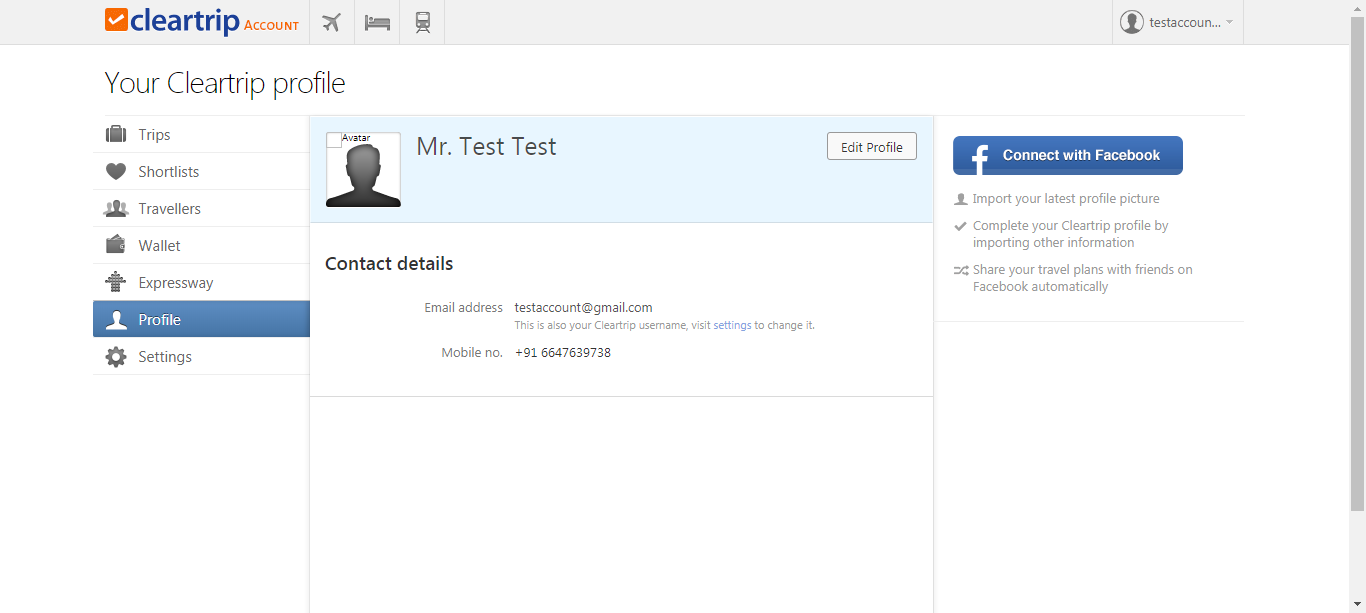 cleartrip ACCOUNT
testaccoun...
Your Cleartrip profile
Trips
Shortlists
Travellers
Wallet
Expressway
Profile
Settings
Avatar
Mr. Test Test
Edit Profile
Contact details
Email address testaccount@gmail.com
This is also your Cleartrip username, visit settings to change it.
Mobile no. +91 6647639738
Connect with Facebook
Import your latest profile picture
Complete your Cleartrip profile by
importing other information
Share your travel plans with friends on
Facebook automatically